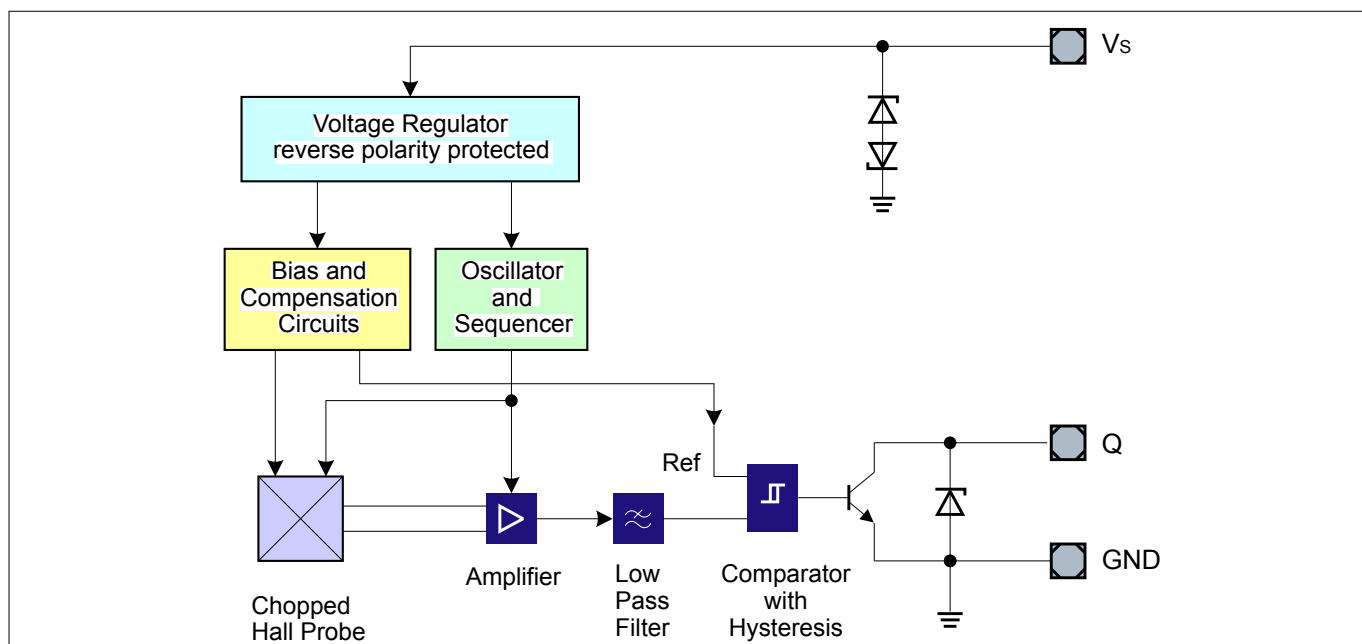 Vs
Voltage Regulator
reverse polarity protected
Bias and
Compensation
Circuits
Oscillator
and
Sequencer
Ref
Q
GND
Amplifier
Low
Pass
Filter
Comparator
with
Hysteresis
Chopped
Hall Probe